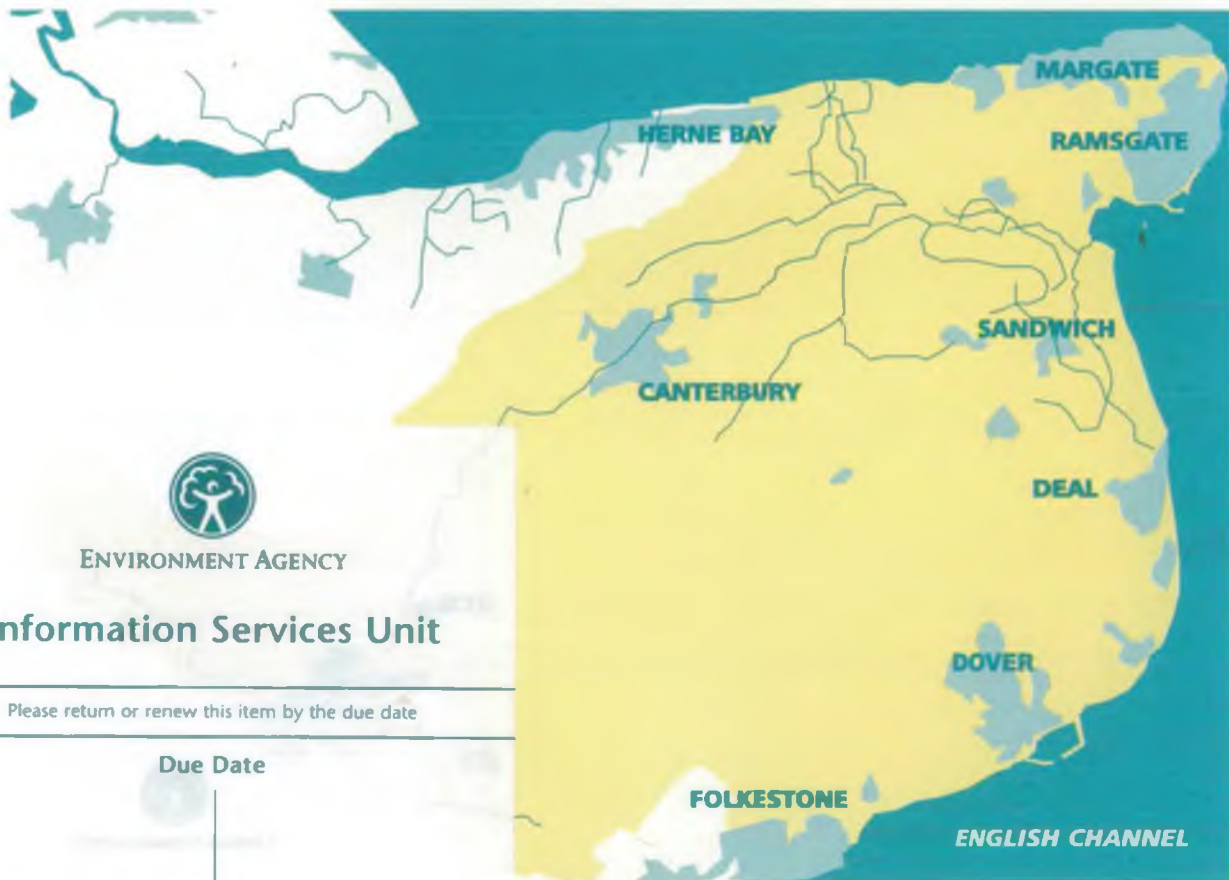 MARGATE
HERNE BAY
RAMSGATE
SANDWICH
CANTERBURY
DEAL
ENVIRONMENT AGENCY
nformation Services Unit
DOVER
Please return or renew this item by the due date
Due Date
FOLKESTONE
ENGLISH CHANNEL